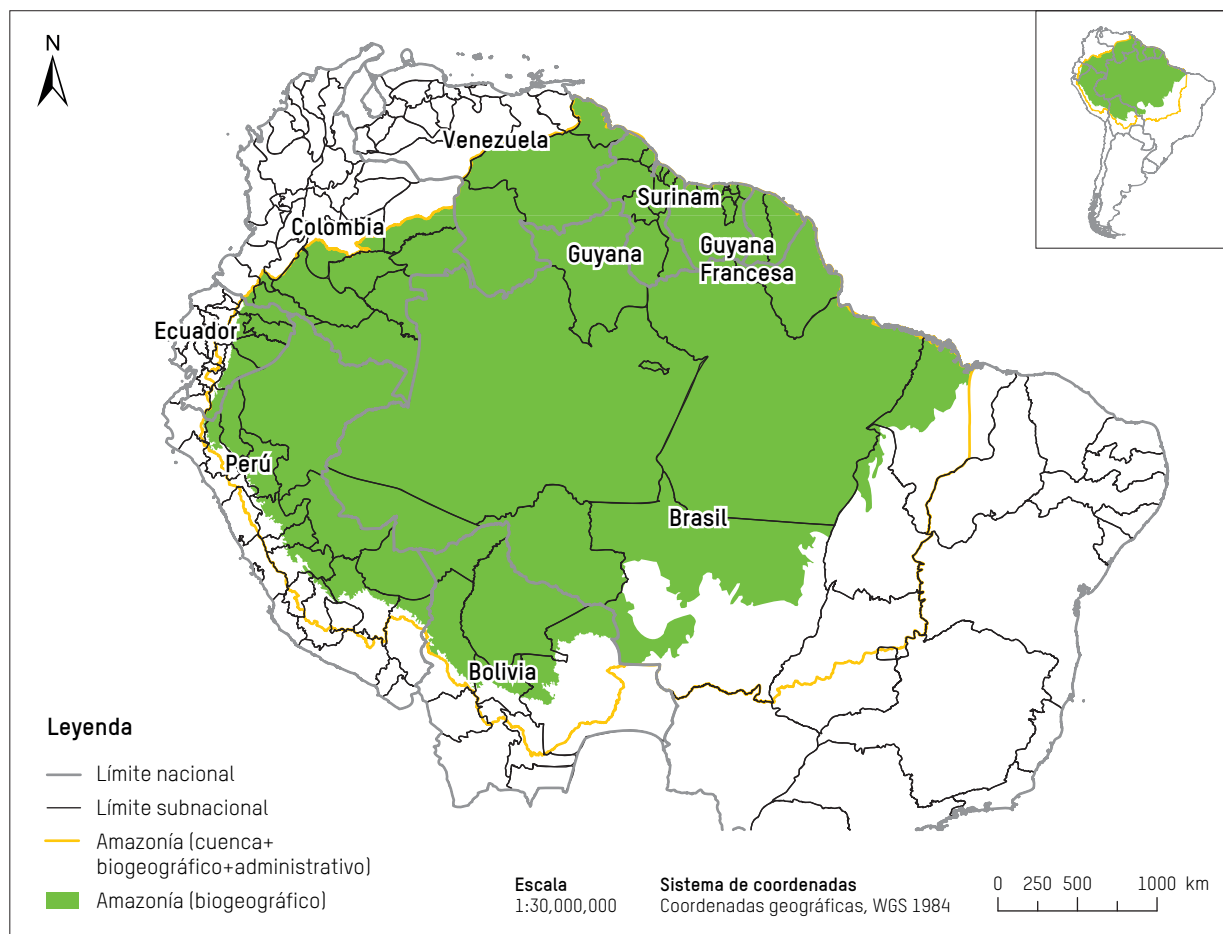 N
Venezuela
Surinam
Colombia
Guyana
Guyana
Francesa
Ecuador
Perú
Brasil
Bolivia
Leyenda
Límite nacional
Límite subnacional
Amazonía (cuenca+
biogeográfico+administrativo)
Amazonía (biogeográfico)
Escala
1:30,000,000
Sistema de coordenadas
Coordenadas geográficas, WGS 1984
0 250 500 1000 km